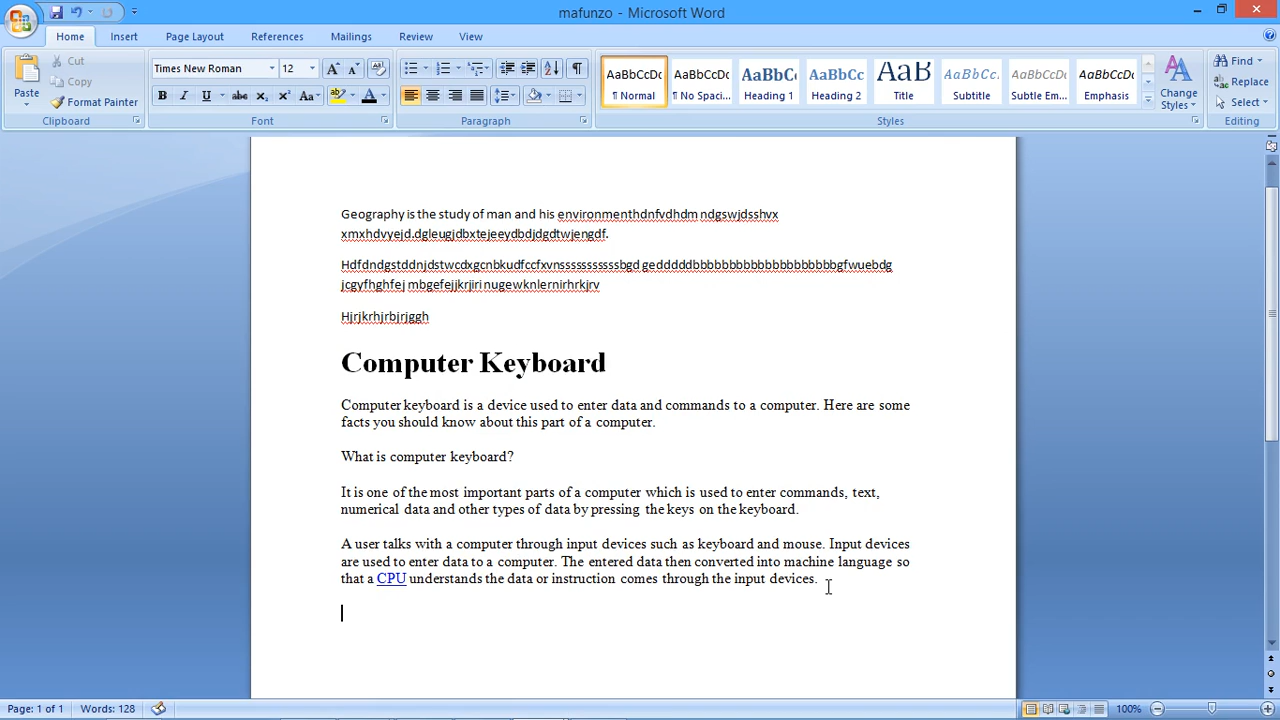 mafunzo - Microsoft Word
Home Insert Page Layout References Mailings Review View
Paste
Cut
Copy
Format Painter
Clipboard
Times New Roman 12
Font
Paragraph
AaBbCcDc AaBbCcDc AaBbC AaBbCc AaB AaBbCc. AaBbCcDc AaBbCcDc
¶ Normal ¶ No Spaci... Heading 1 Heading 2 Title Subtitle Subtle Em... Emphasis
Change Styles
Styles
Find
Replace
Select
Editing
Geography is the study of man and his environmenthdnfvdhdm ndgswjdsshvx
xmxhdvyejd.dgleugjdbxtejeeydbdjdgdtwjengdf.
Hdfdndgstddnjdstwcdxgcnbkudfccfxvnsssssssssssbgd gedddddbbbbbbbbbbbbbbbbbbbbgfwuebdg
jcgyfhghfej mbgefejjkrjiri nugewknlernirhrkjrv
Hjrjkrhjrbjrjggh
Computer Keyboard
Computer keyboard is a device used to enter data and commands to a computer. Here are some
facts you should know about this part of a computer.
What is computer keyboard?
It is one of the most important parts of a computer which is used to enter commands, text,
numerical data and other types of data by pressing the keys on the keyboard.
A user talks with a computer through input devices such as keyboard and mouse. Input devices
are used to enter data to a computer. The entered data then converted into machine language so
that a CPU understands the data or instruction comes through the input devices.
Page: 1 of 1 Words: 128 100%